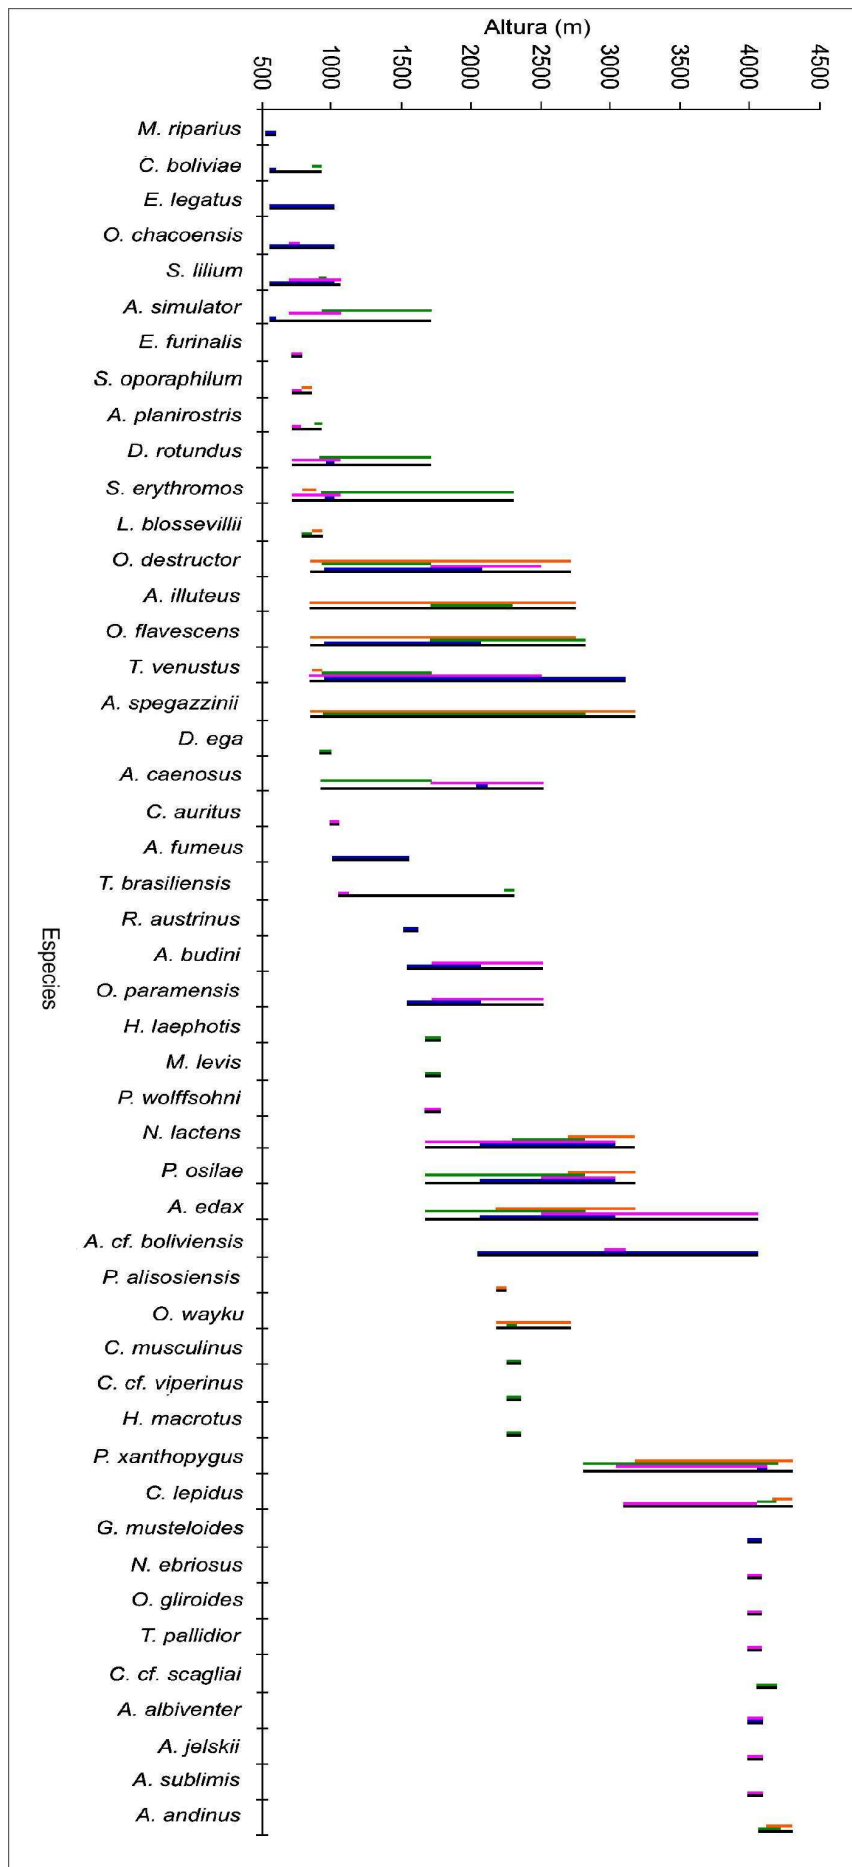 Altura (m)
500
1000
1500
2000
2500
3000
3500
4000
4500
M. riparius
C. boliviae
E. legatus
O. chacoensis
S. lilium
A. simulator
E. furinalis
S. oporaphilum
A. planirostris
D. rotundus
S. erythromos
L. blossevillii
O. destructor
A. illuteus
O. flavescens
T. venustus
A. spegazzinii
D. ega
A. caenosus
C. auritus
A. fumeus
T. brasiliensis
R. austrinus
A. budini
O. paramensis
H. laephotis
M. levis
P. wolffsohni
N. lactens
P. osilae
A. edax
A. cf. boliviensis
P. alisosiensis
O. wayku
C. musculinus
C. cf. viperinus
H. macrotus
P. xanthopygus
C. lepidus
G. musteloides
N. ebriosus
O. gliroides
T. pallidior
C. cf. scagliai
A. albiventer
A. jelskii
A. sublimis
A. andinus
Especies